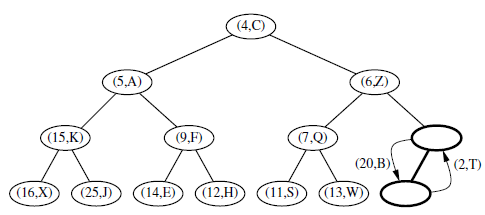 (4,C)
(5,A) (6,Z)
(15,K) (9,F) (7,Q)
(20,B) (2,T)
(16,X) (25,J) (14,E) (12,H) (11,S) (13,W)